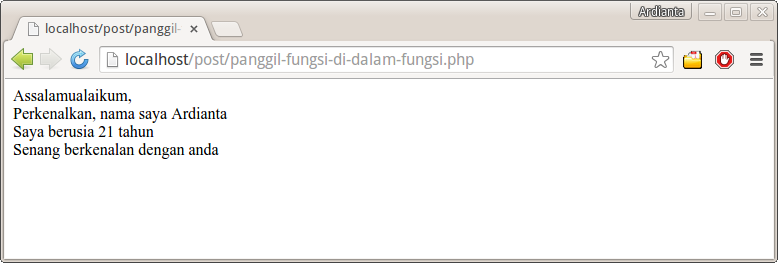 Ardianta
localhost/post/panggil-
localhost/post/panggil-fungsi-di-dalam-fungsi.php
Assalamualaikum,
Perkenalkan, nama saya Ardianta
Saya berusia 21 tahun
Senang berkenalan dengan anda